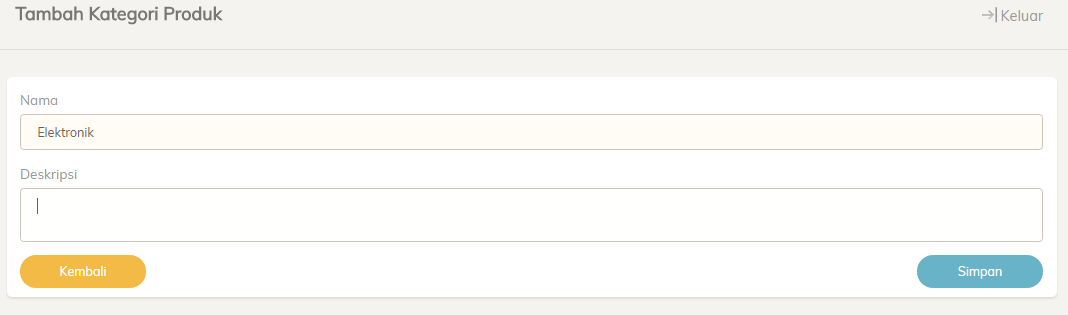 Tambah Kategori Produk
Keluar
Nama
Elektronik
Deskripsi
Kembali
Simpan